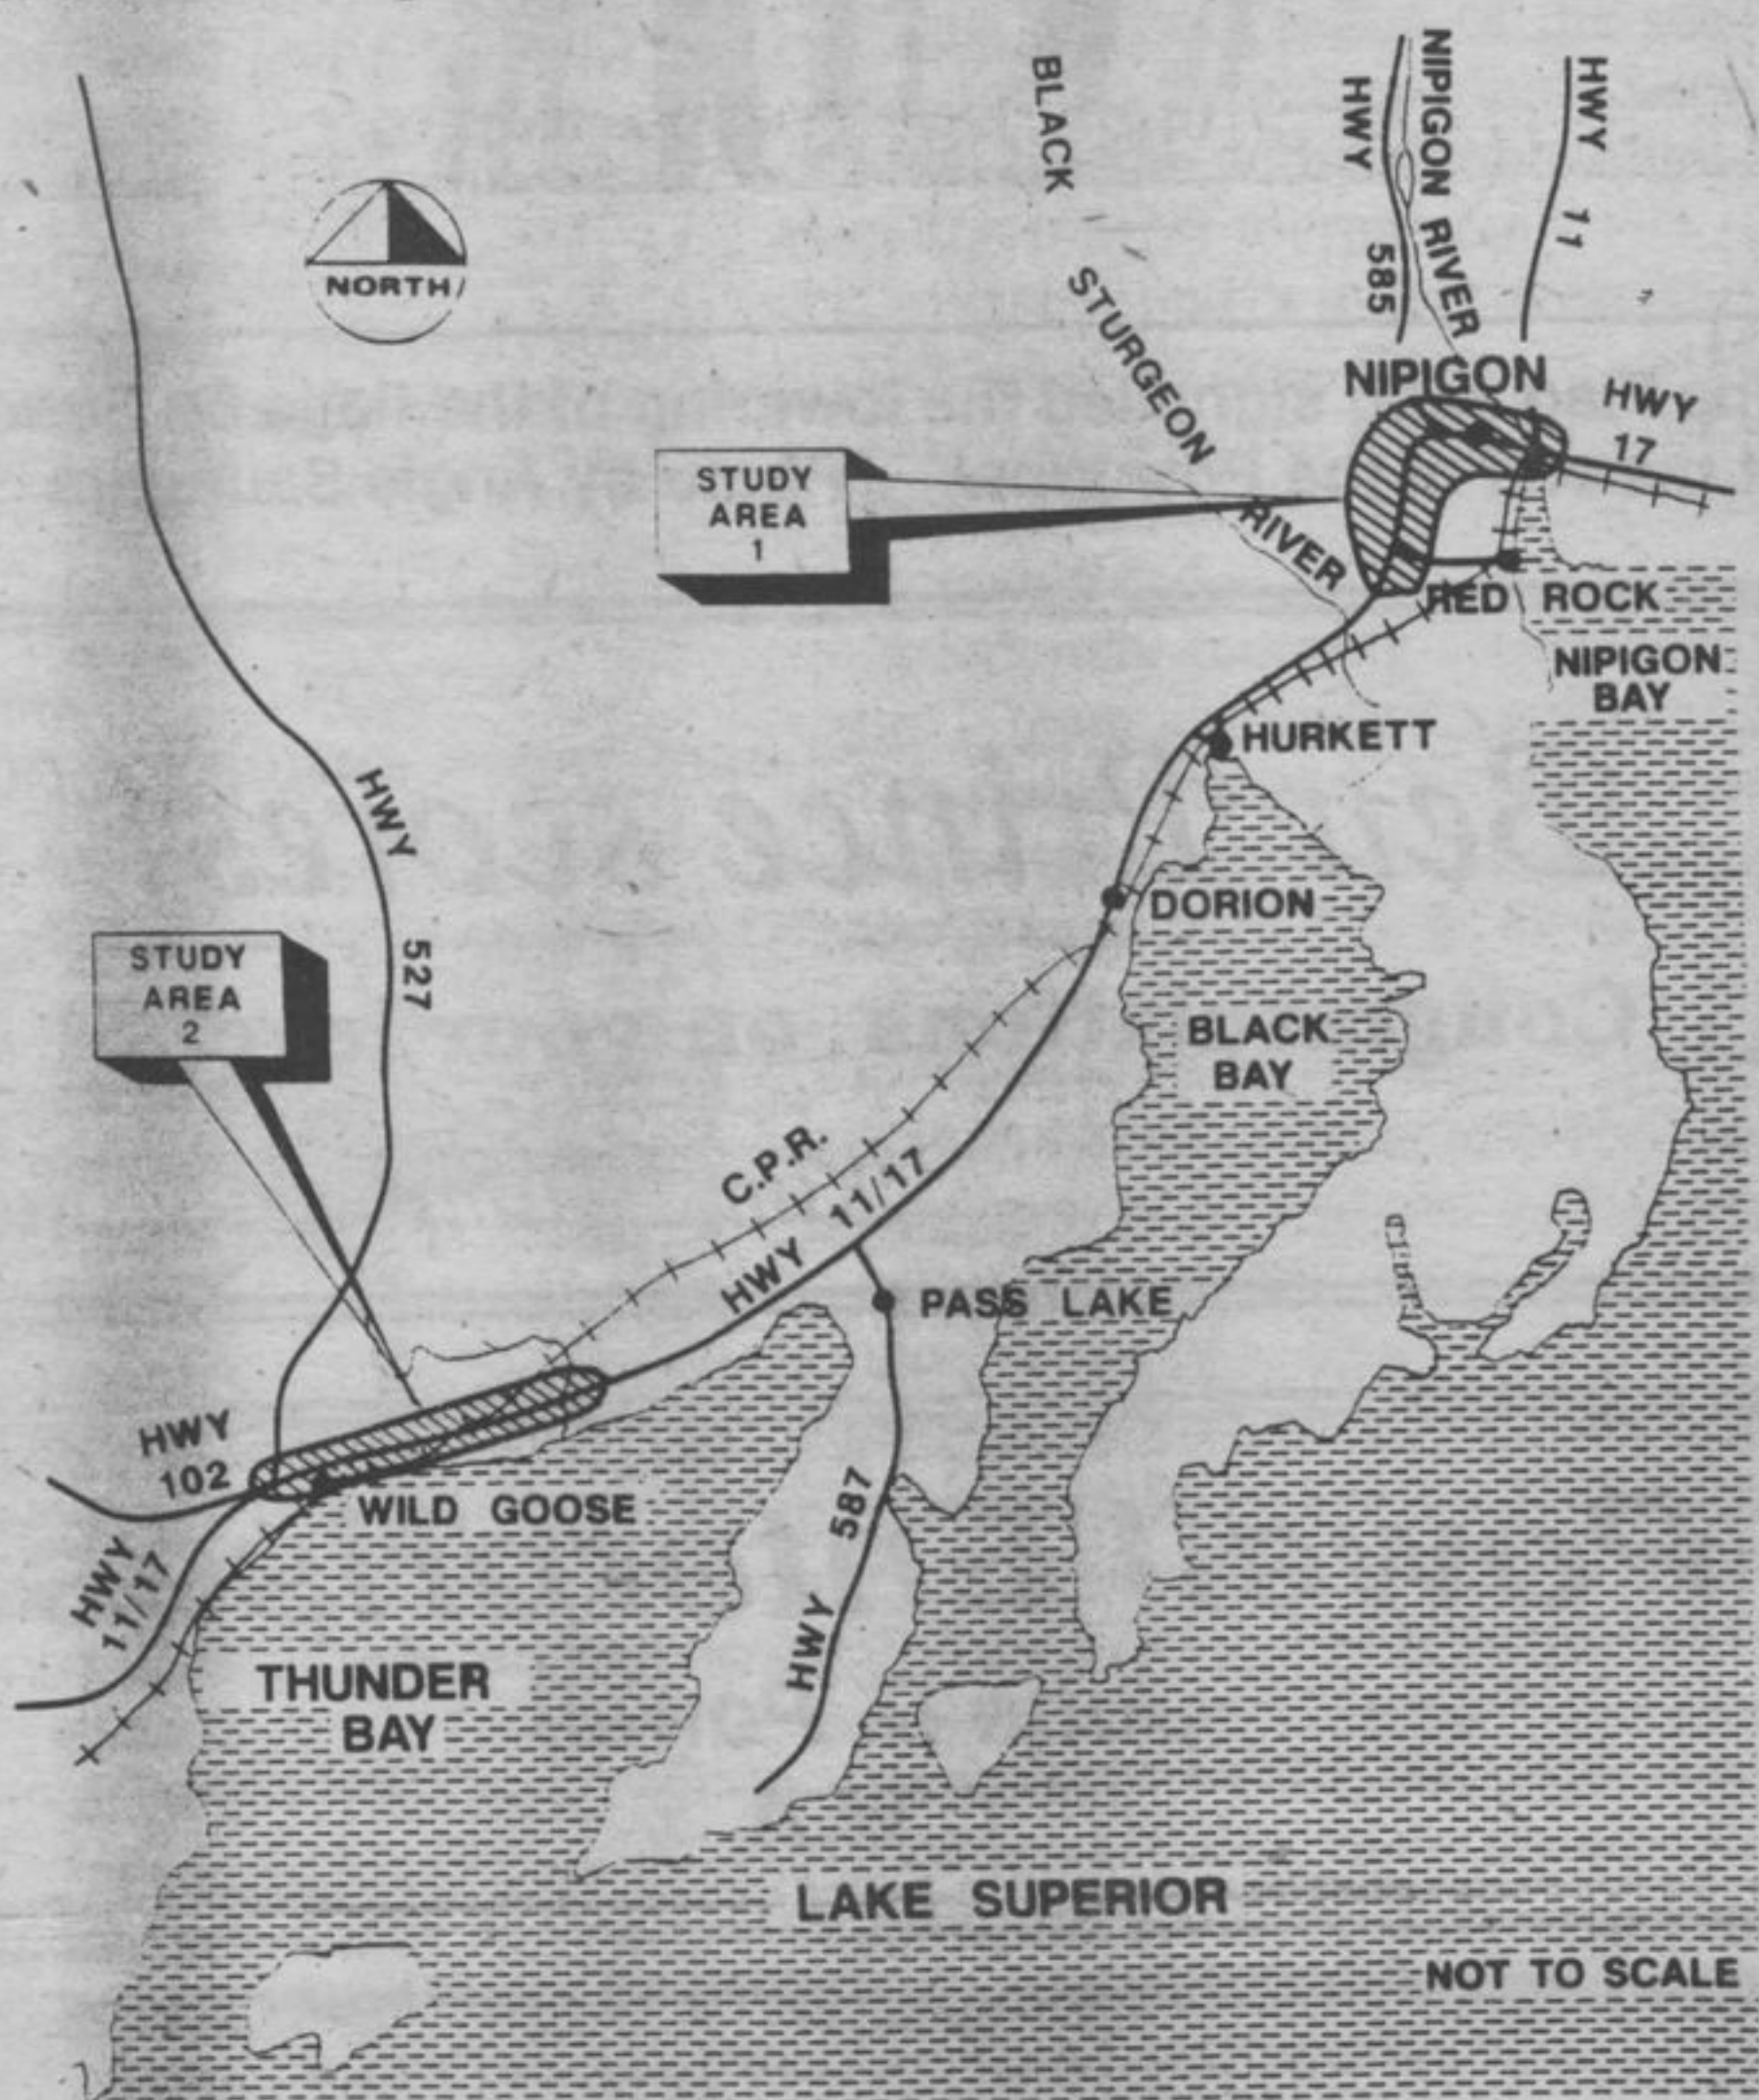 BLACK
STURGEON
RIVER
HWY
585
NIPIGON RIVER
HWY 11
NORTH
NIPIGON
HWY
17
STUDY
AREA
1
RED ROCK
NIPIGON
BAY
HURKETT
HWY
527
DORION
STUDY
AREA
2
BLACK
BAY
C.P.R.
HWY 11/17
PASS LAKE
HWY
102
WILD GOOSE
HWY
11/17
HWY 587
THUNDER
BAY
LAKE SUPERIOR
NOT TO SCALE